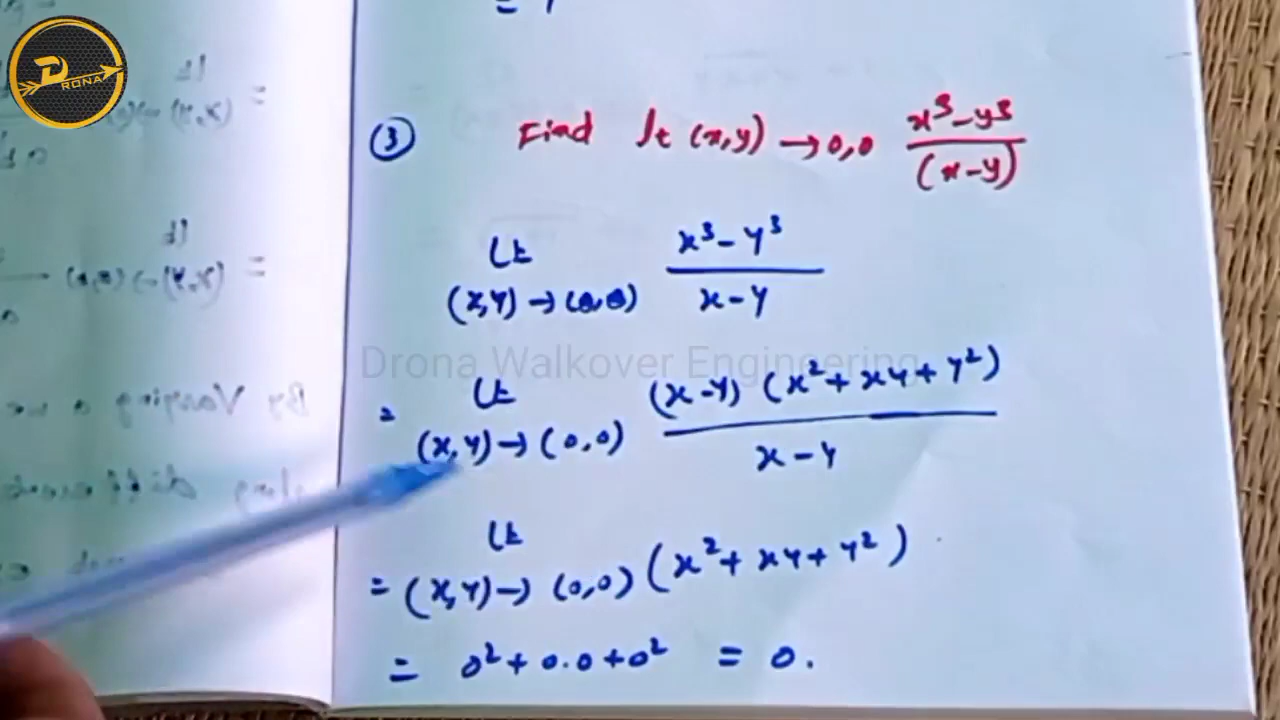 DRONA
③ Find lt (x,y) → 0,0 x³-y³ / (x-y)
Lt (x,y) → (0,0) x³-y³ / x-y
= Lt (x,y) → (0,0) (x-y) (x²+xy+y²) / x-y
Drona Walkover Engineering
= Lt (x,y) → (0,0) (x²+xy+y²)
= 0²+0.0+0² = 0.